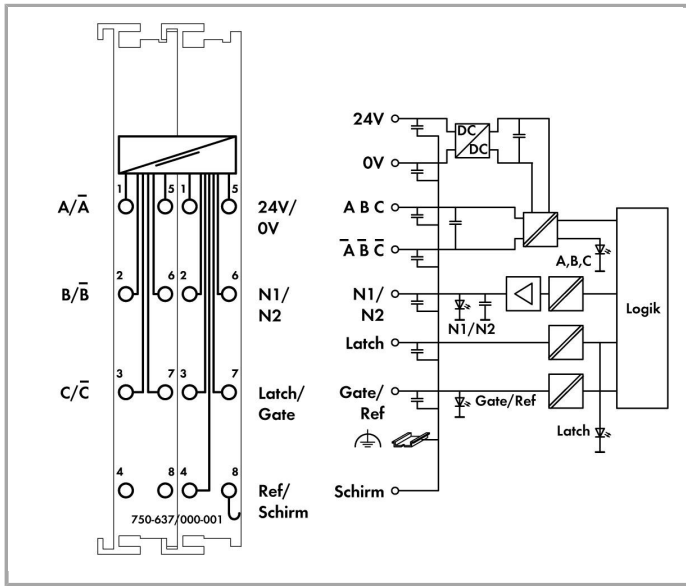 1 5 1 5
A/A̅
24V/
0V
2 6 2 6
B/B̅
N1/
N2
3 7 3 7
C/C̅
Latch/
Gate
4 8 4 8
Ref/
Schirm
750-637/000-001
24V
DC
DC
0V
A B C
A̅ B̅ C̅
A,B,C
N1/
N2
N1/N2
Logik
Latch
Gate/
Ref
Gate/Ref
Latch
Schirm